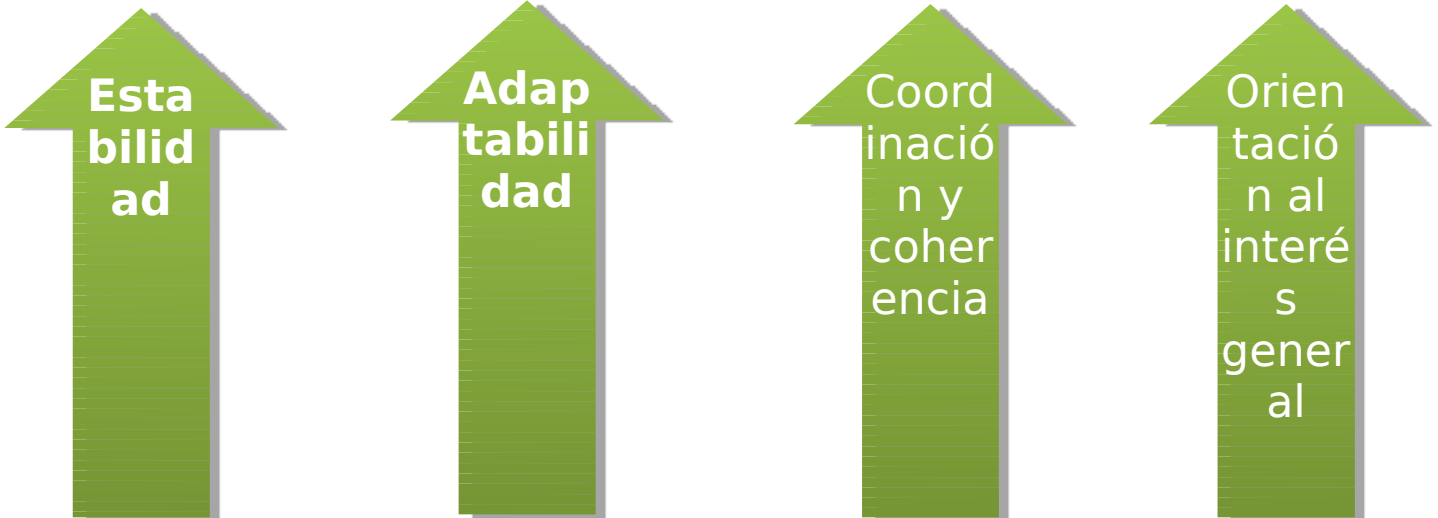 Esta
bilid
ad
Adap
tabili
dad
Coord
inació
n y
coher
encia
Orien
tació
n al
interé
s
gener
al